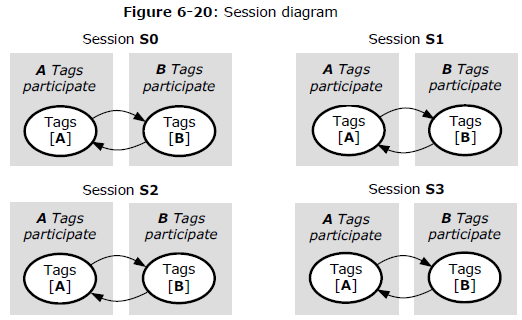 Figure 6-20: Session diagram
Session S0
A Tags
participate
B Tags
participate
Tags
[A]
Tags
[B]
Session S1
A Tags
participate
B Tags
participate
Tags
[A]
Tags
[B]
Session S2
A Tags
participate
B Tags
participate
Tags
[A]
Tags
[B]
Session S3
A Tags
participate
B Tags
participate
Tags
[A]
Tags
[B]